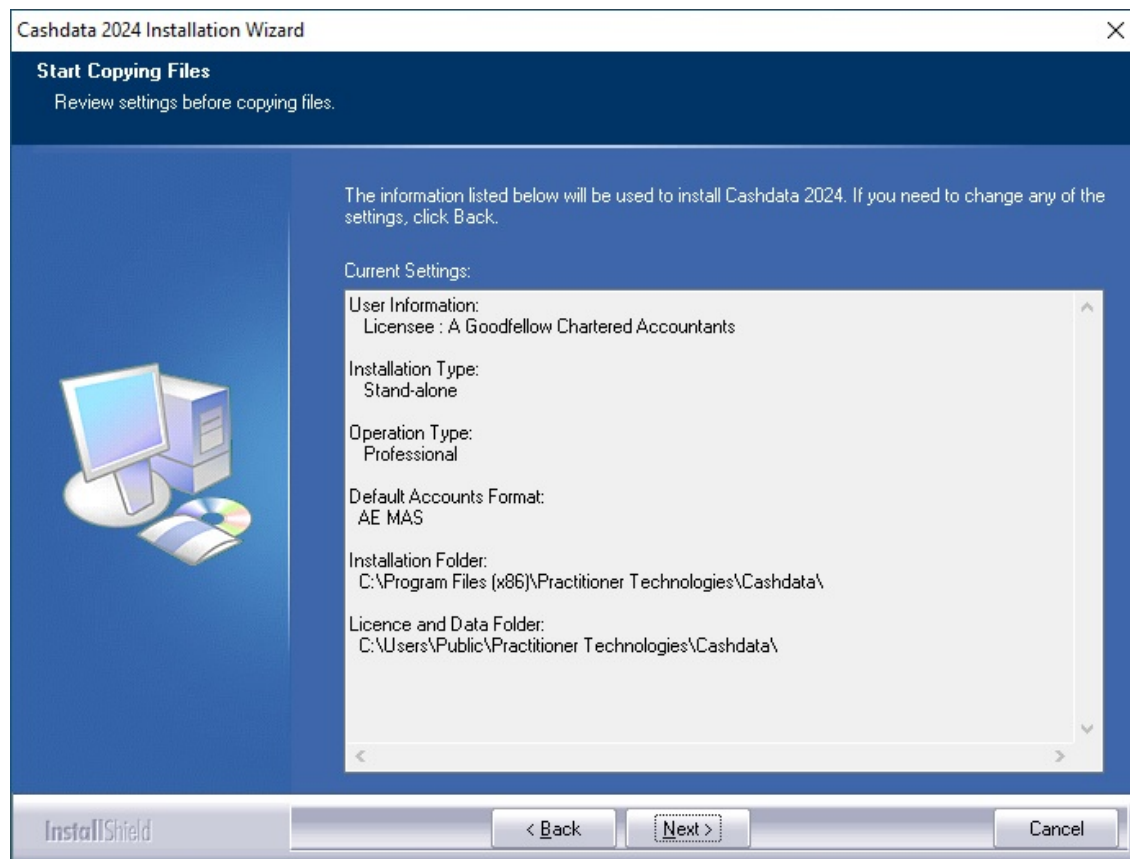 Cashdata 2024 Installation Wizard
Start Copying Files
Review settings before copying files.
The information listed below will be used to install Cashdata 2024. If you need to change any of the
settings, click Back.
Current Settings:
User Information:
Licensee : A Goodfellow Chartered Accountants
Installation Type:
Stand-alone
Operation Type:
Professional
Default Accounts Format:
AE MAS
Installation Folder:
C:\Program Files (x86)\Practitioner Technologies\Cashdata\
Licence and Data Folder:
C:\Users\Public\Practitioner Technologies\Cashdata\
InstallShield
< Back
Next >
Cancel